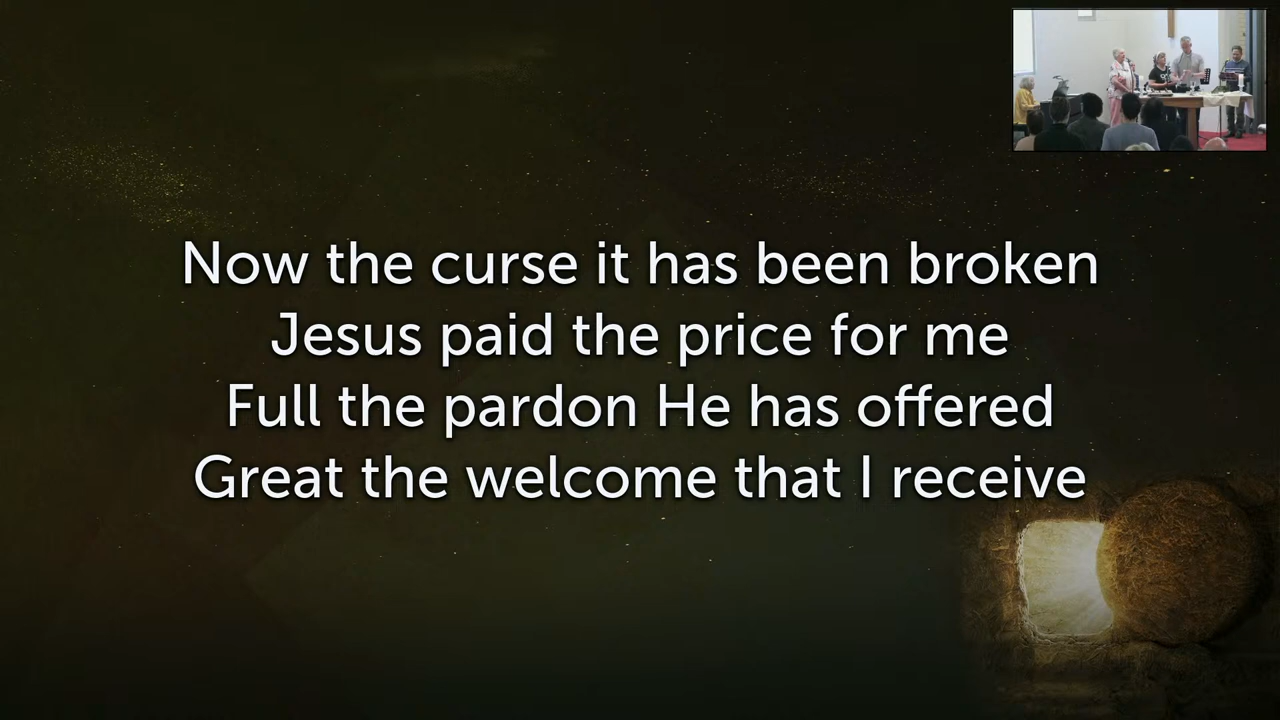 Now the curse it has been broken
Jesus paid the price for me
Full the pardon He has offered
Great the welcome that I receive